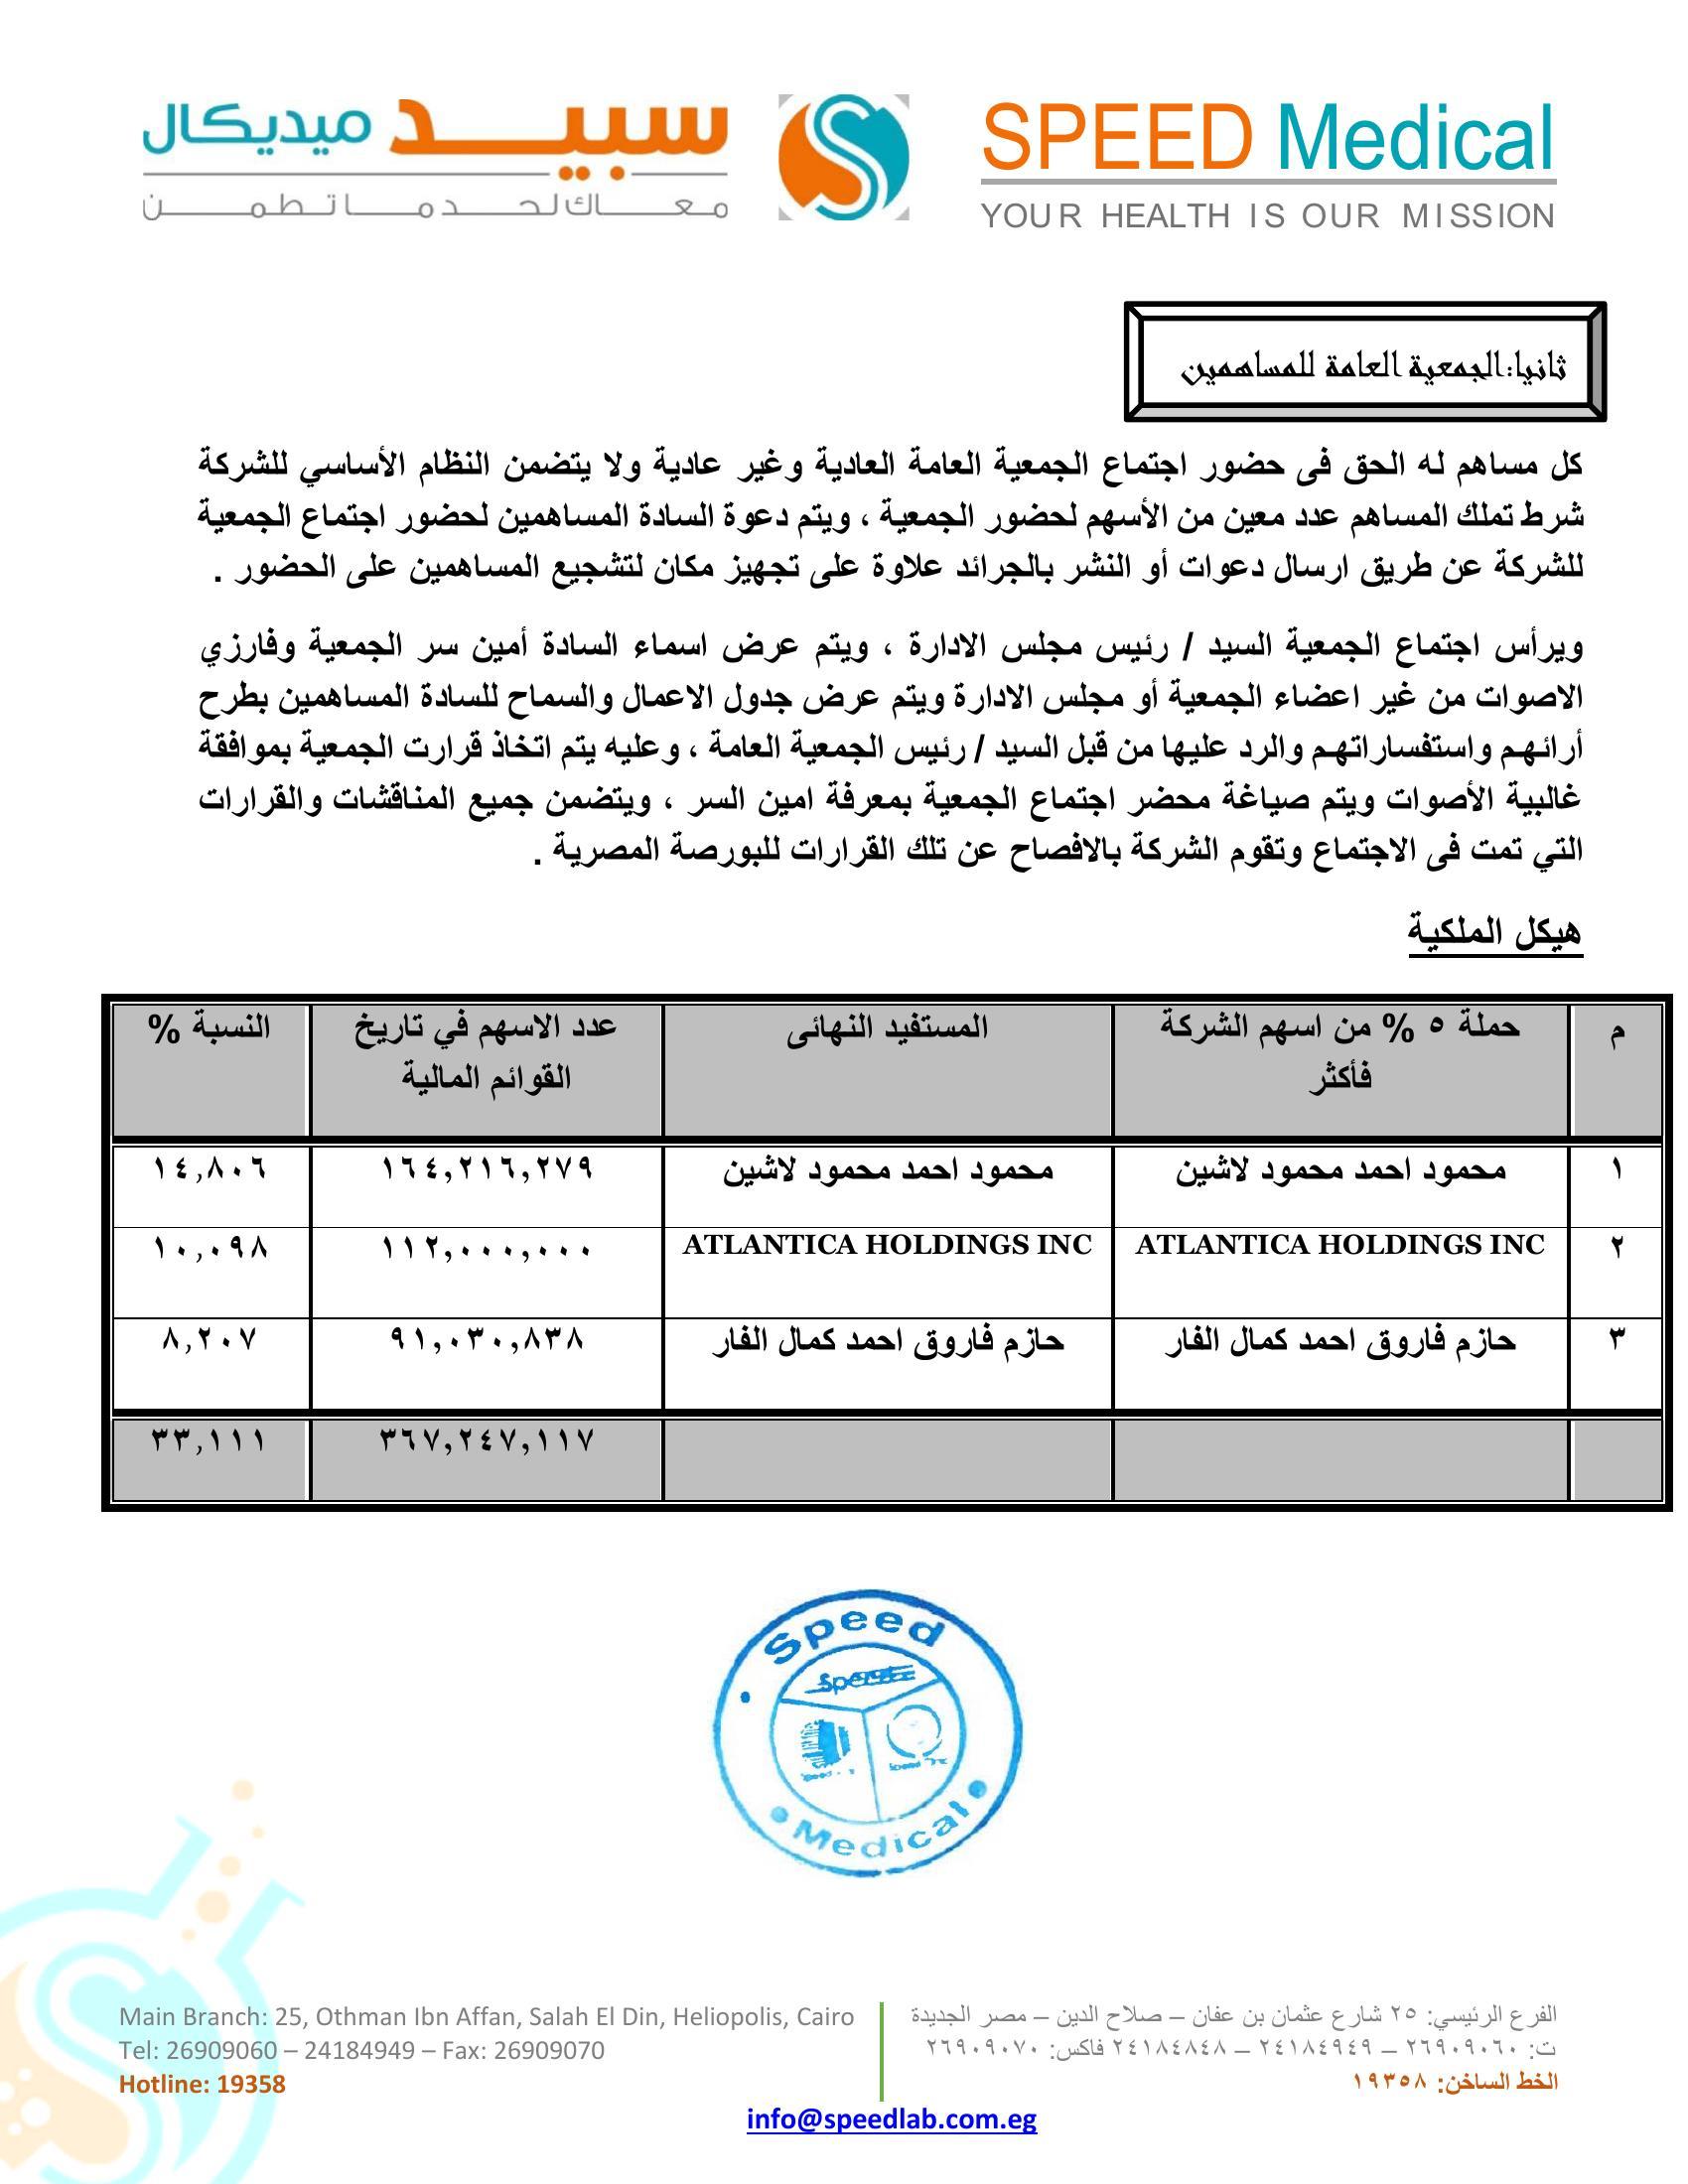 سبيد ميديكال
معاك لحد ما تطمن
SPEED Medical
YOUR HEALTH IS OUR MISSION
ثانيا:الجمعية العامة للمساهمين
كل مساهم له الحق فى حضور اجتماع الجمعية العامة العادية وغير عادية ولا يتضمن النظام الأساسي للشركة
شرط تملك المساهم عدد معين من الأسهم لحضور الجمعية ، ويتم دعوة السادة المساهمين لحضور اجتماع الجمعية
للشركة عن طريق ارسال دعوات أو النشر بالجرائد علاوة على تجهيز مكان لتشجيع المساهمين على الحضور .
ويرأس اجتماع الجمعية السيد / رئيس مجلس الادارة ، ويتم عرض اسماء السادة أمين سر الجمعية وفارزي
الاصوات من غير اعضاء الجمعية أو مجلس الادارة ويتم عرض جدول الاعمال والسماح للسادة المساهمين بطرح
أرائهم واستفساراتهم والرد عليها من قبل السيد / رئيس الجمعية العامة ، وعليه يتم اتخاذ قرارت الجمعية بموافقة
غالبية الأصوات ويتم صياغة محضر اجتماع الجمعية بمعرفة امين السر ، ويتضمن جميع المناقشات والقرارات
التي تمت فى الاجتماع وتقوم الشركة بالافصاح عن تلك القرارات للبورصة المصرية .
هيكل الملكية
م حملة ٥ % من اسهم الشركة فأكثر المستفيد النهائى عدد الاسهم في تاريخ القوائم المالية النسبة %
١ محمود احمد محمود لاشين محمود احمد محمود لاشين ١٦٤,٢١٦,٢٧٩ ١٤,٨٠٦
٢ ATLANTICA HOLDINGS INC ATLANTICA HOLDINGS INC ١١٢,٠٠٠,٠٠٠ ١٠,٠٩٨
٣ حازم فاروق احمد كمال الفار حازم فاروق احمد كمال الفار ٩١,٠٣٠,٨٣٨ ٨,٢٠٧
٣٦٧,٢٤٧,١١٧ ٣٣,١١١
Speed
Speed
Medical
الفرع الرئيسي: ٢٥ شارع عثمان بن عفان – صلاح الدين – مصر الجديدة
ت: ٢٦٩٠٩٠٦٠ – ٢٤١٨٤٩٤٩ – ٢٤١٨٤٨٤٨ فاكس: ٢٦٩٠٩٠٧٠
الخط الساخن: ١٩٣٥٨
Main Branch: 25, Othman Ibn Affan, Salah El Din, Heliopolis, Cairo
Tel: 26909060 – 24184949 – Fax: 26909070
Hotline: 19358
info@speedlab.com.eg